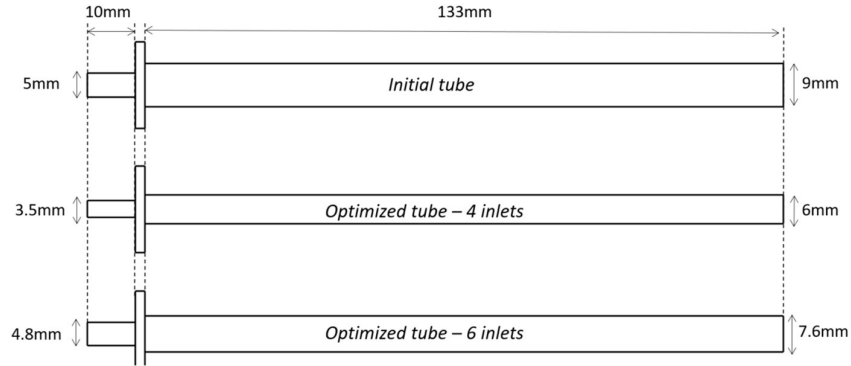 10mm
133mm
5mm
Initial tube
9mm
3.5mm
Optimized tube – 4 inlets
6mm
4.8mm
Optimized tube – 6 inlets
7.6mm